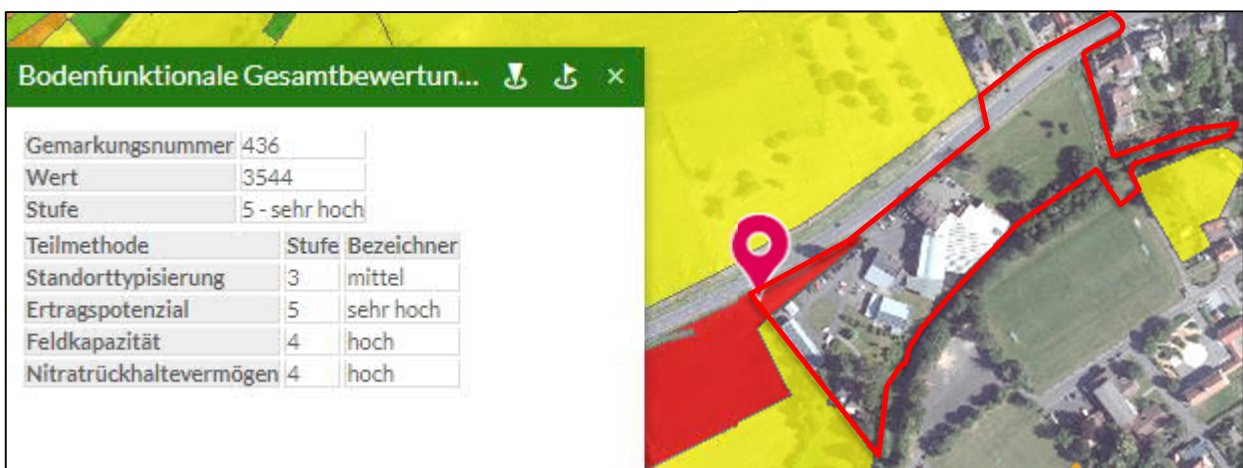 Bodenfunktionale Gesamtbewertun... ×
Gemarkungsnummer 436
Wert 3544
Stufe 5 - sehr hoch
Teilmethode Stufe Bezeichner
Standorttypisierung 3 mittel
Ertragspotenzial 5 sehr hoch
Feldkapazität 4 hoch
Nitratrückhaltevermögen 4 hoch